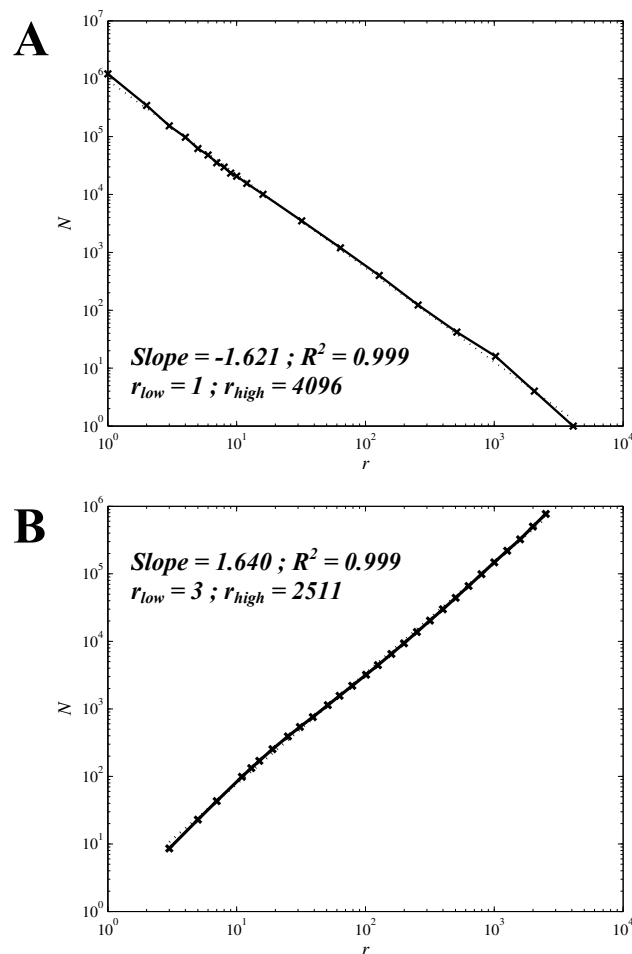 A
10^7
10^6
10^5
10^4
10^3
10^2
10^1
10^0
N
Slope = -1.621 ; R^2 = 0.999
r_low = 1 ; r_high = 4096
10^0 10^1 10^2 10^3 10^4
r
B
10^6
10^5
10^4
10^3
10^2
10^1
10^0
N
Slope = 1.640 ; R^2 = 0.999
r_low = 3 ; r_high = 2511
10^0 10^1 10^2 10^3 10^4
r